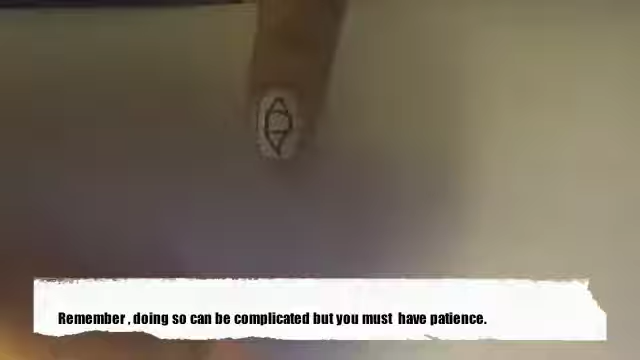 Remember , doing so can be complicated but you must  have patience.